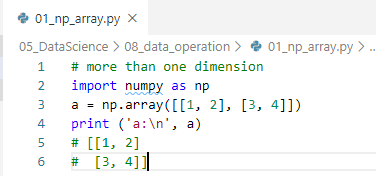 01_np_array.py ×
05_DataScience > 08_data_operation > 01_np_array.py > ...
1 # more than one dimension
2 import numpy as np
3 a = np.array([[1, 2], [3, 4]])
4 print ('a:\n', a)
5 # [[1, 2]
6 #  [3, 4]]